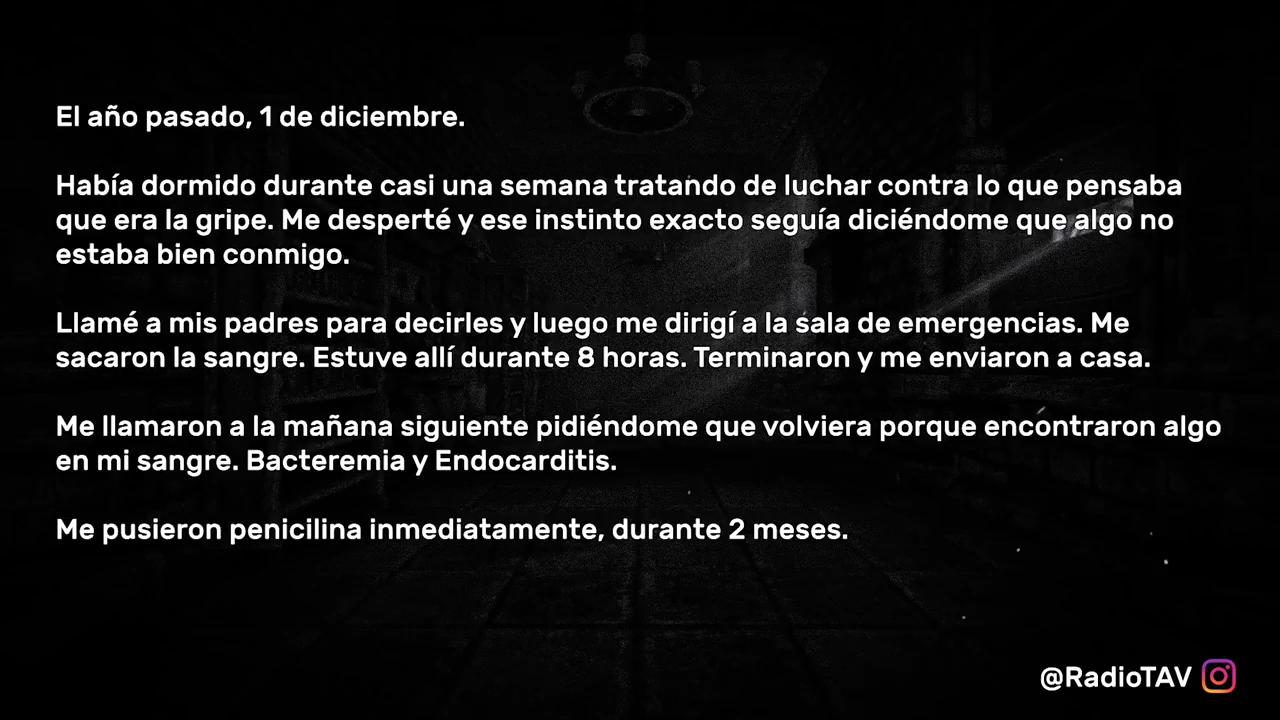 El año pasado, 1 de diciembre.
Había dormido durante casi una semana tratando de luchar contra lo que pensaba
que era la gripe. Me desperté y ese instinto exacto seguía diciéndome que algo no
estaba bien conmigo.
Llamé a mis padres para decirles y luego me dirigí a la sala de emergencias. Me
sacaron la sangre. Estuve allí durante 8 horas. Terminaron y me enviaron a casa.
Me llamaron a la mañana siguiente pidiéndome que volviera porque encontraron algo
en mi sangre. Bacteremia y Endocarditis.
Me pusieron penicilina inmediatamente, durante 2 meses.
@RadioTAV